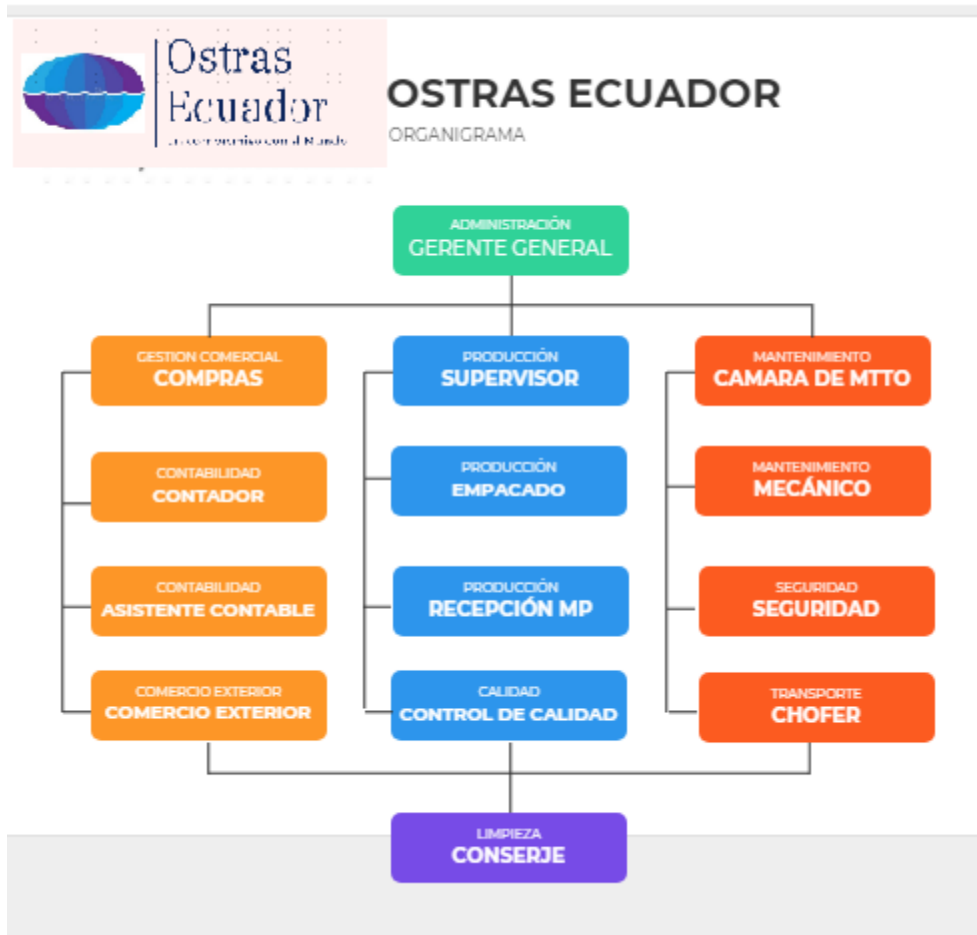 Ostras
Ecuador
OSTRAS ECUADOR
ORGANIGRAMA
ADMINISTRACIÓN
GERENTE GENERAL
GESTION COMERCIAL
COMPRAS
PRODUCCIÓN
SUPERVISOR
MANTENIMIENTO
CAMARA DE MTTO
CONTABILIDAD
CONTADOR
PRODUCCIÓN
EMPACADO
MANTENIMIENTO
MECÁNICO
CONTABILIDAD
ASISTENTE CONTABLE
PRODUCCIÓN
RECEPCIÓN MP
SEGURIDAD
SEGURIDAD
COMERCIO EXTERIOR
COMERCIO EXTERIOR
CALIDAD
CONTROL DE CALIDAD
TRANSPORTE
CHOFER
LIMPIEZA
CONSERJE